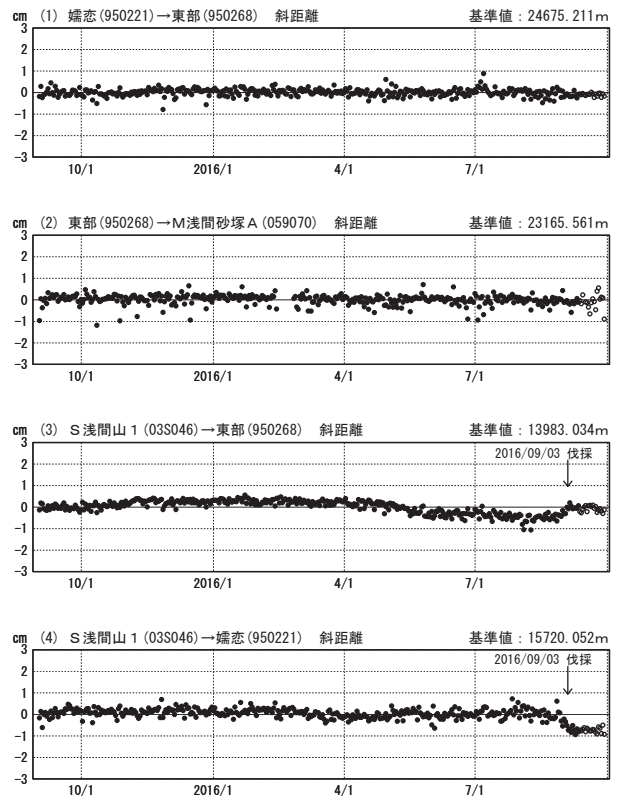 cm (1) 嬬恋(950221)→東部(950268) 斜距離 基準値：24675.211m
3
2
1
0
-1
-2
-3
10/1 2016/1 4/1 7/1
cm (2) 東部(950268)→Ｍ浅間砂塚Ａ(059070) 斜距離 基準値：23165.561m
3
2
1
0
-1
-2
-3
10/1 2016/1 4/1 7/1
cm (3) Ｓ浅間山１(03S046)→東部(950268) 斜距離 基準値：13983.034m
3
2016/09/03 伐採
2
1
0
-1
-2
-3
10/1 2016/1 4/1 7/1
cm (4) Ｓ浅間山１(03S046)→嬬恋(950221) 斜距離 基準値：15720.052m
3
2016/09/03 伐採
2
1
0
-1
-2
-3
10/1 2016/1 4/1 7/1